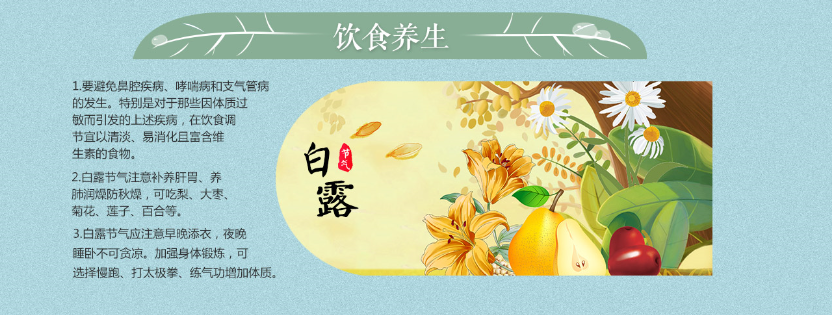 饮食养生
1.要避免鼻腔疾病、哮喘病和支气管病
的发生。特别是对于那些因体质过
敏而引发的上述疾病，在饮食调
节宜以清淡、易消化且富含维
生素的食物。
2.白露节气注意补养肝胃、养
肺润燥防秋燥，可吃梨、大枣、
菊花、莲子、百合等。
3.白露节气应注意早晚添衣，夜晚
睡卧不可贪凉。加强身体锻炼，可
选择慢跑、打太极拳、练气功增加体质。
白露
节气